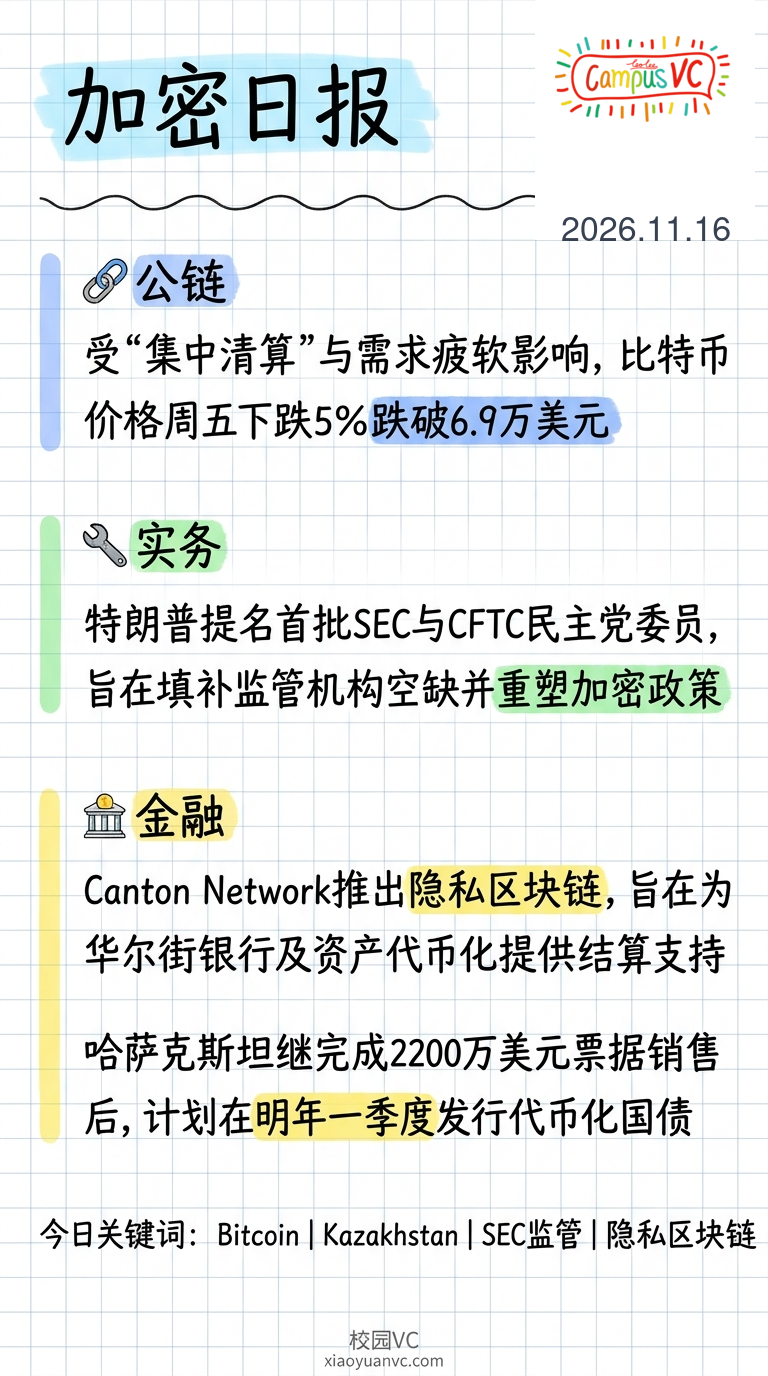 加密日报
leolee
Campus VC
2026.11.16
公链
受“集中清算”与需求疲软影响, 比特币
价格周五下跌5%跌破6.9万美元
实务
特朗普提名首批SEC与CFTC民主党委员,
旨在填补监管机构空缺并重塑加密政策
金融
Canton Network推出隐私区块链, 旨在为
华尔街银行及资产代币化提供结算支持
哈萨克斯坦继完成2200万美元票据销售
后, 计划在明年一季度发行代币化国债
今日关键词：Bitcoin | Kazakhstan | SEC监管 | 隐私区块链
校园VC
xiaoyuanvc.com